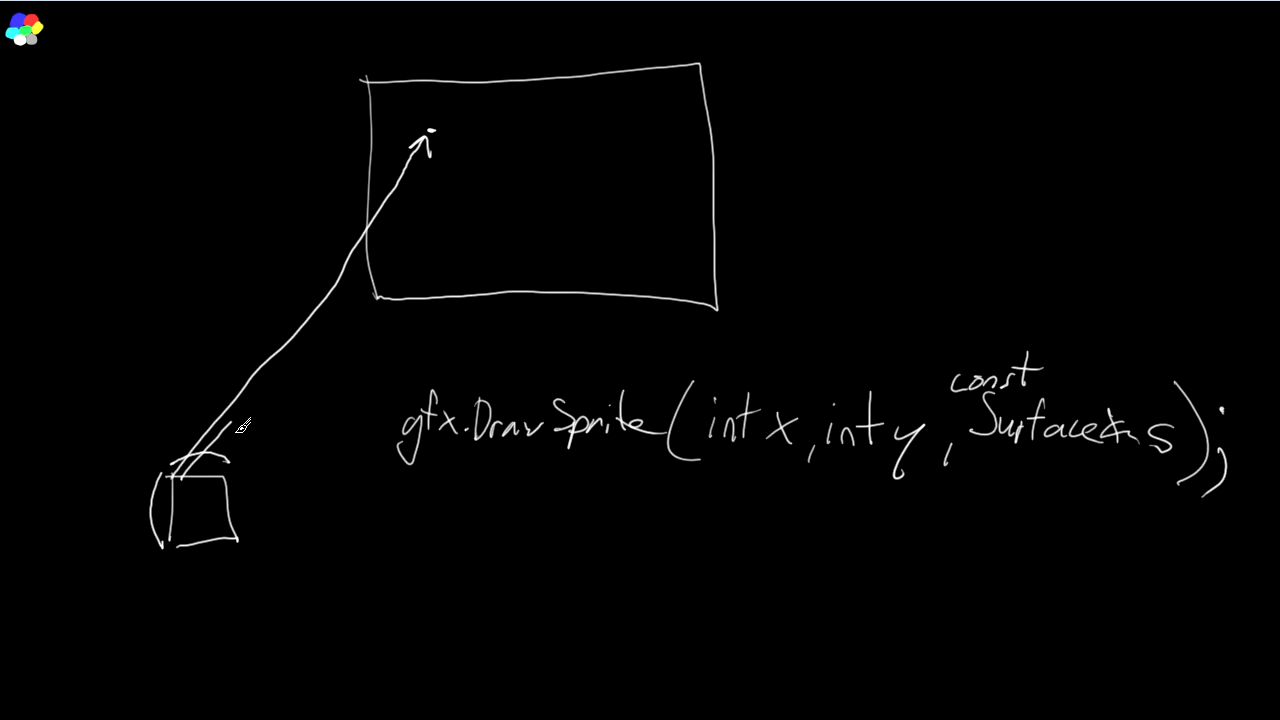 const
gfx.DrawSprite(int x, int y, Surface& s);